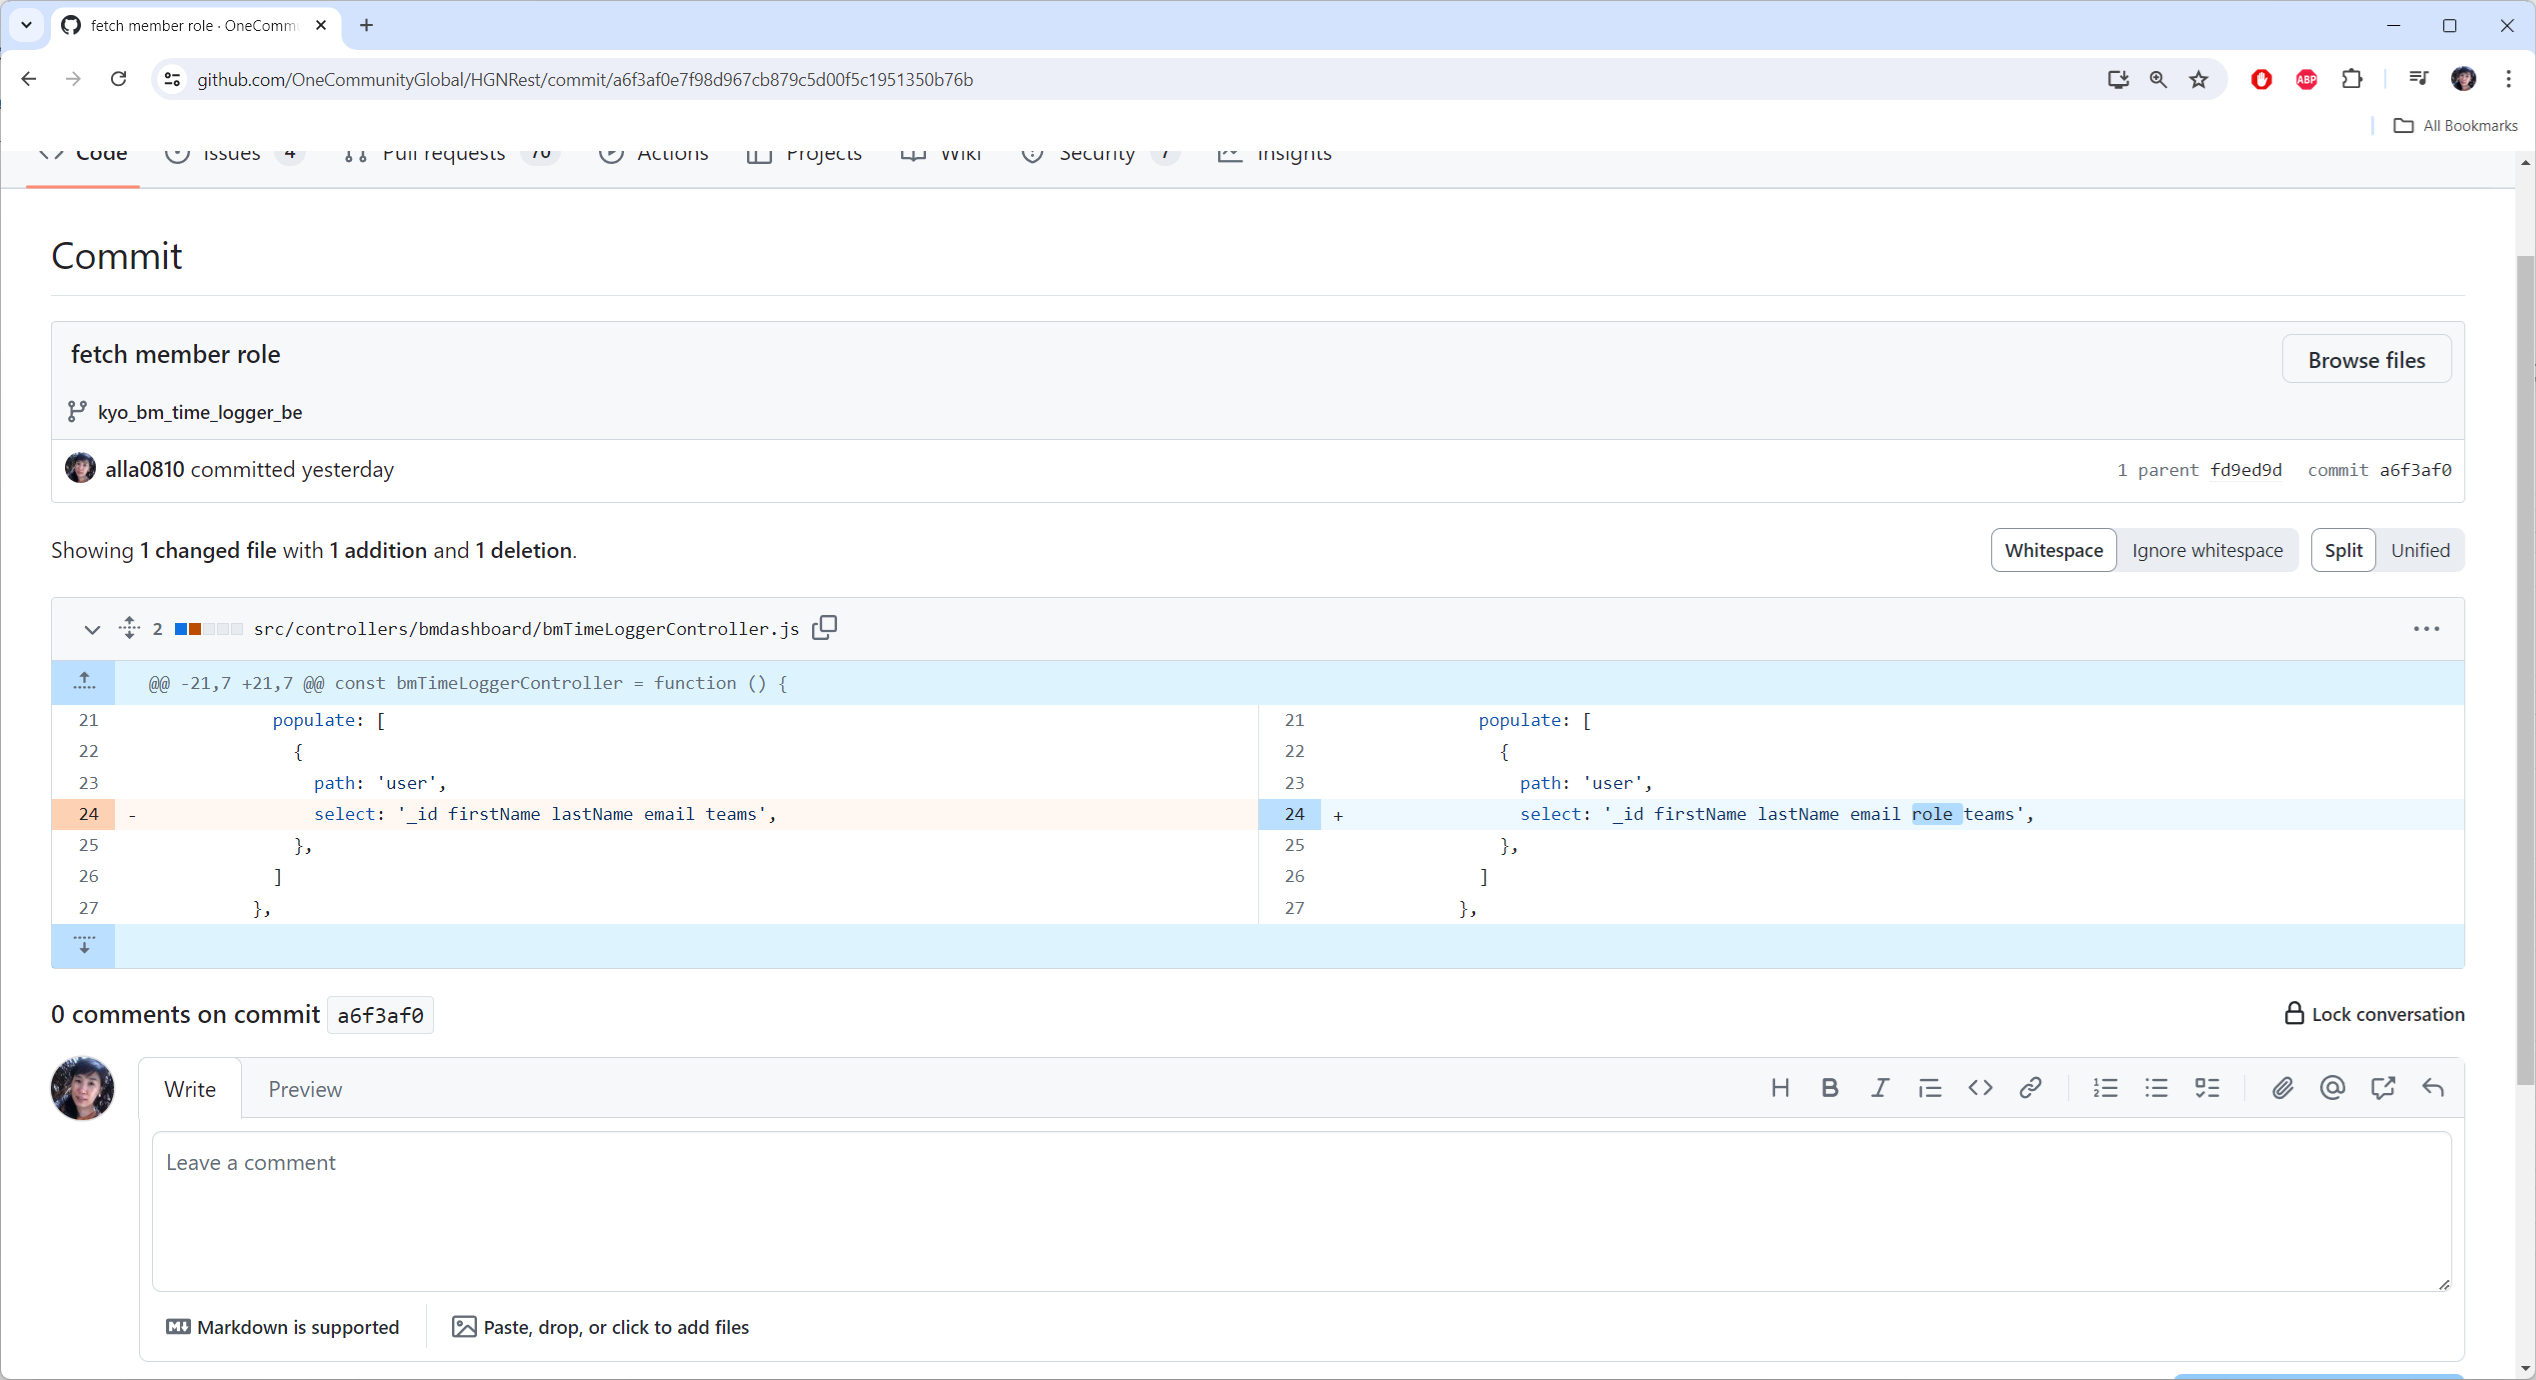 fetch member role · OneComm
github.com/OneCommunityGlobal/HGNRest/commit/a6f3af0e7f98d967cb879c5d00f5c1951350b76b
ABP
All Bookmarks
Code Issues 4 Pull requests 70 Actions Projects Wiki Security 7 Insights
Commit
fetch member role
Browse files
kyo_bm_time_logger_be
alla0810 committed yesterday
1 parent fd9ed9d commit a6f3af0
Showing 1 changed file with 1 addition and 1 deletion.
Whitespace Ignore whitespace Split Unified
2 src/controllers/bmdashboard/bmTimeLoggerController.js
@@ -21,7 +21,7 @@ const bmTimeLoggerController = function () {
21 populate: [ 21 populate: [
22 { 22 {
23 path: 'user', 23 path: 'user',
24 - select: '_id firstName lastName email teams', 24 + select: '_id firstName lastName email role teams',
25 }, 25 },
26 ] 26 ]
27 }, 27 },
0 comments on commit a6f3af0
Lock conversation
Write Preview
Leave a comment
Markdown is supported
Paste, drop, or click to add files